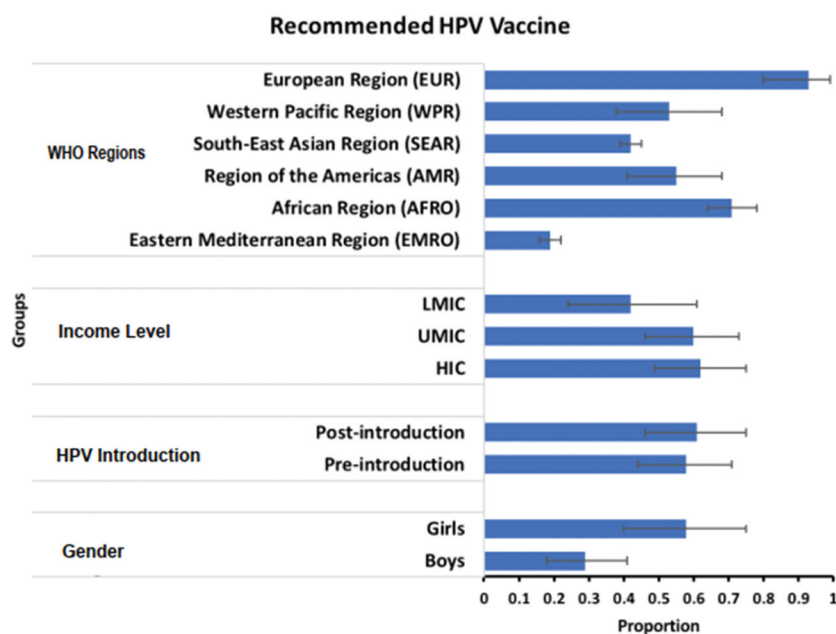 Recommended HPV Vaccine
Groups
WHO Regions
European Region (EUR)
Western Pacific Region (WPR)
South-East Asian Region (SEAR)
Region of the Americas (AMR)
African Region (AFRO)
Eastern Mediterranean Region (EMRO)
Income Level
LMIC
UMIC
HIC
HPV Introduction
Post-introduction
Pre-introduction
Gender
Girls
Boys
0 0.1 0.2 0.3 0.4 0.5 0.6 0.7 0.8 0.9 1
Proportion